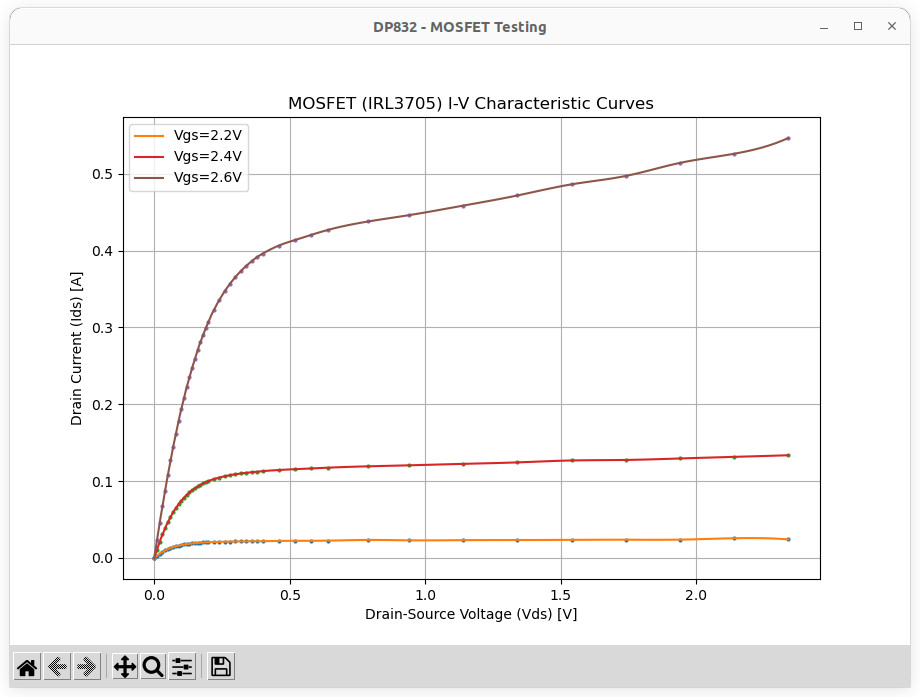 DP832 - MOSFET Testing
MOSFET (IRL3705) I-V Characteristic Curves
Vgs=2.2V
Vgs=2.4V
Vgs=2.6V
0.5
0.4
0.3
0.2
0.1
0.0
Drain Current (Ids) [A]
0.0 0.5 1.0 1.5 2.0
Drain-Source Voltage (Vds) [V]